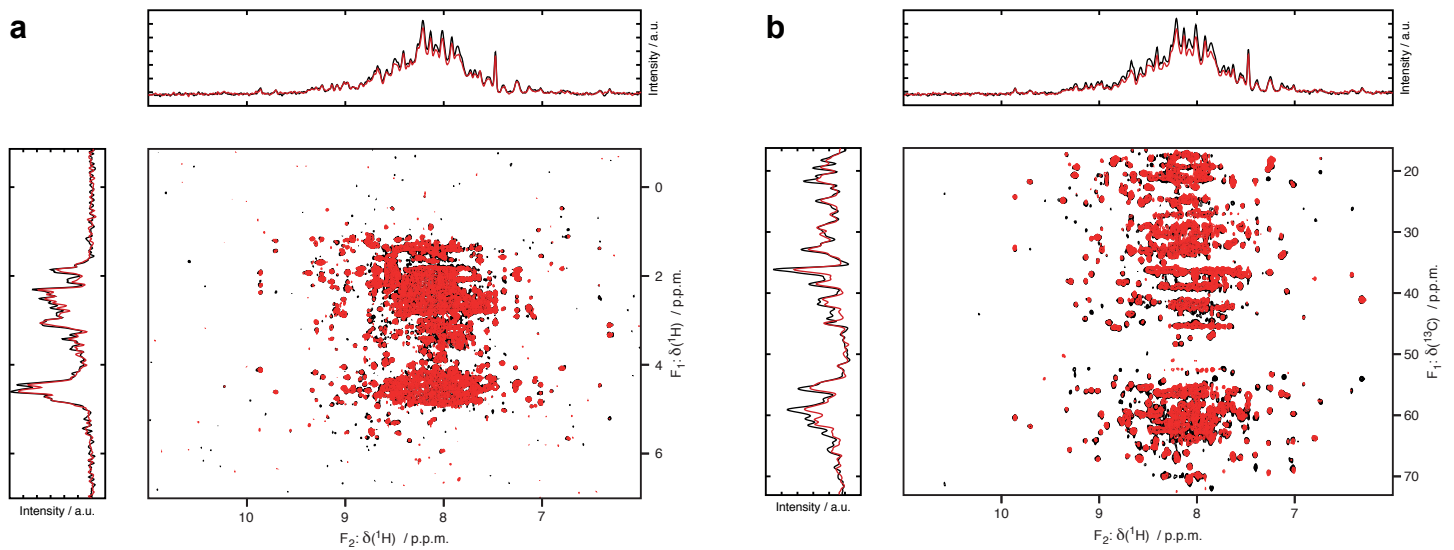 a
Intensity / a.u.
0
2
4
6
F₁: δ(¹H) / p.p.m.
Intensity / a.u.
10
9
8
7
F₂: δ(¹H) / p.p.m.
b
Intensity / a.u.
20
30
40
50
60
70
F₁: δ(¹³C) / p.p.m.
Intensity / a.u.
10
9
8
7
F₂: δ(¹H) / p.p.m.